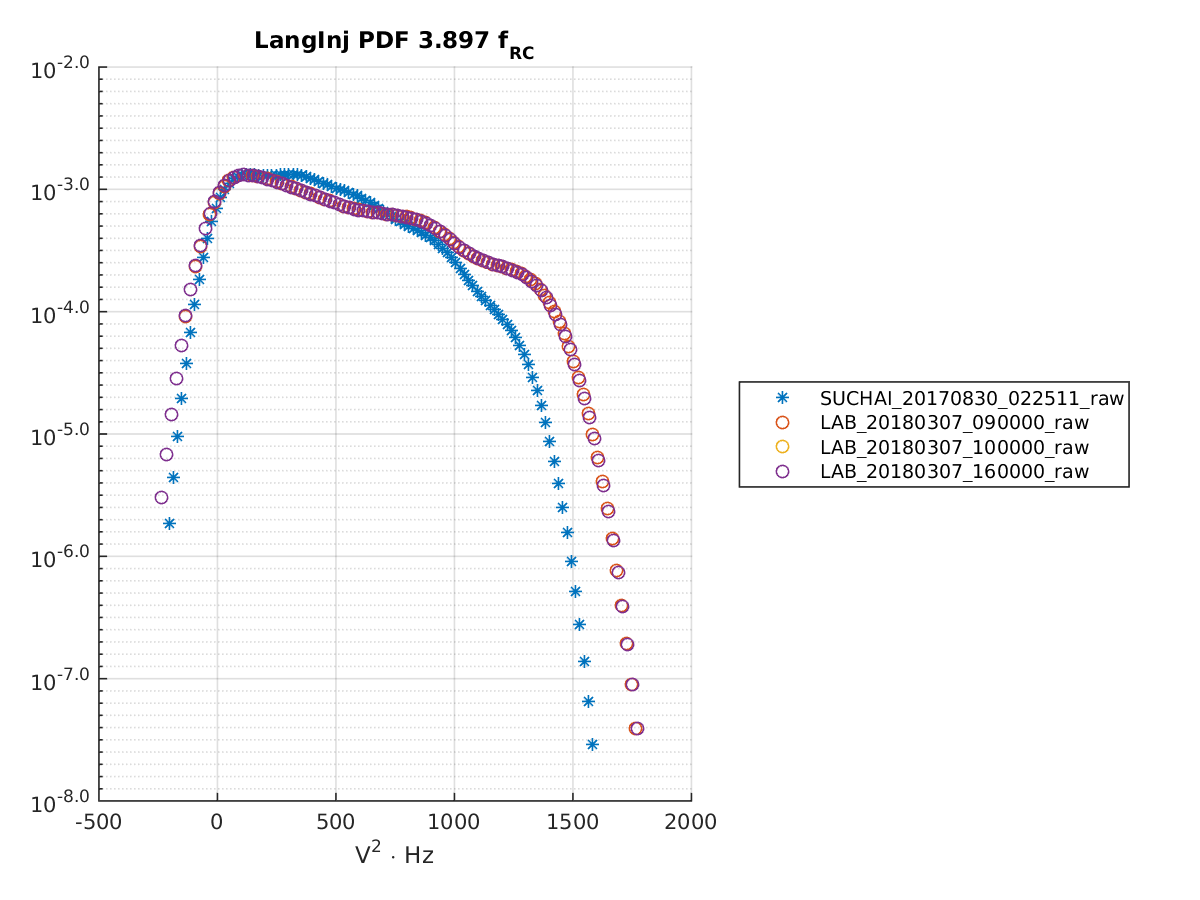 LangInj PDF 3.897 f_RC
10^-2.0
10^-3.0
10^-4.0
10^-5.0
10^-6.0
10^-7.0
10^-8.0
-500 0 500 1000 1500 2000
V^2 · Hz
SUCHAI_20170830_022511_raw
LAB_20180307_090000_raw
LAB_20180307_100000_raw
LAB_20180307_160000_raw